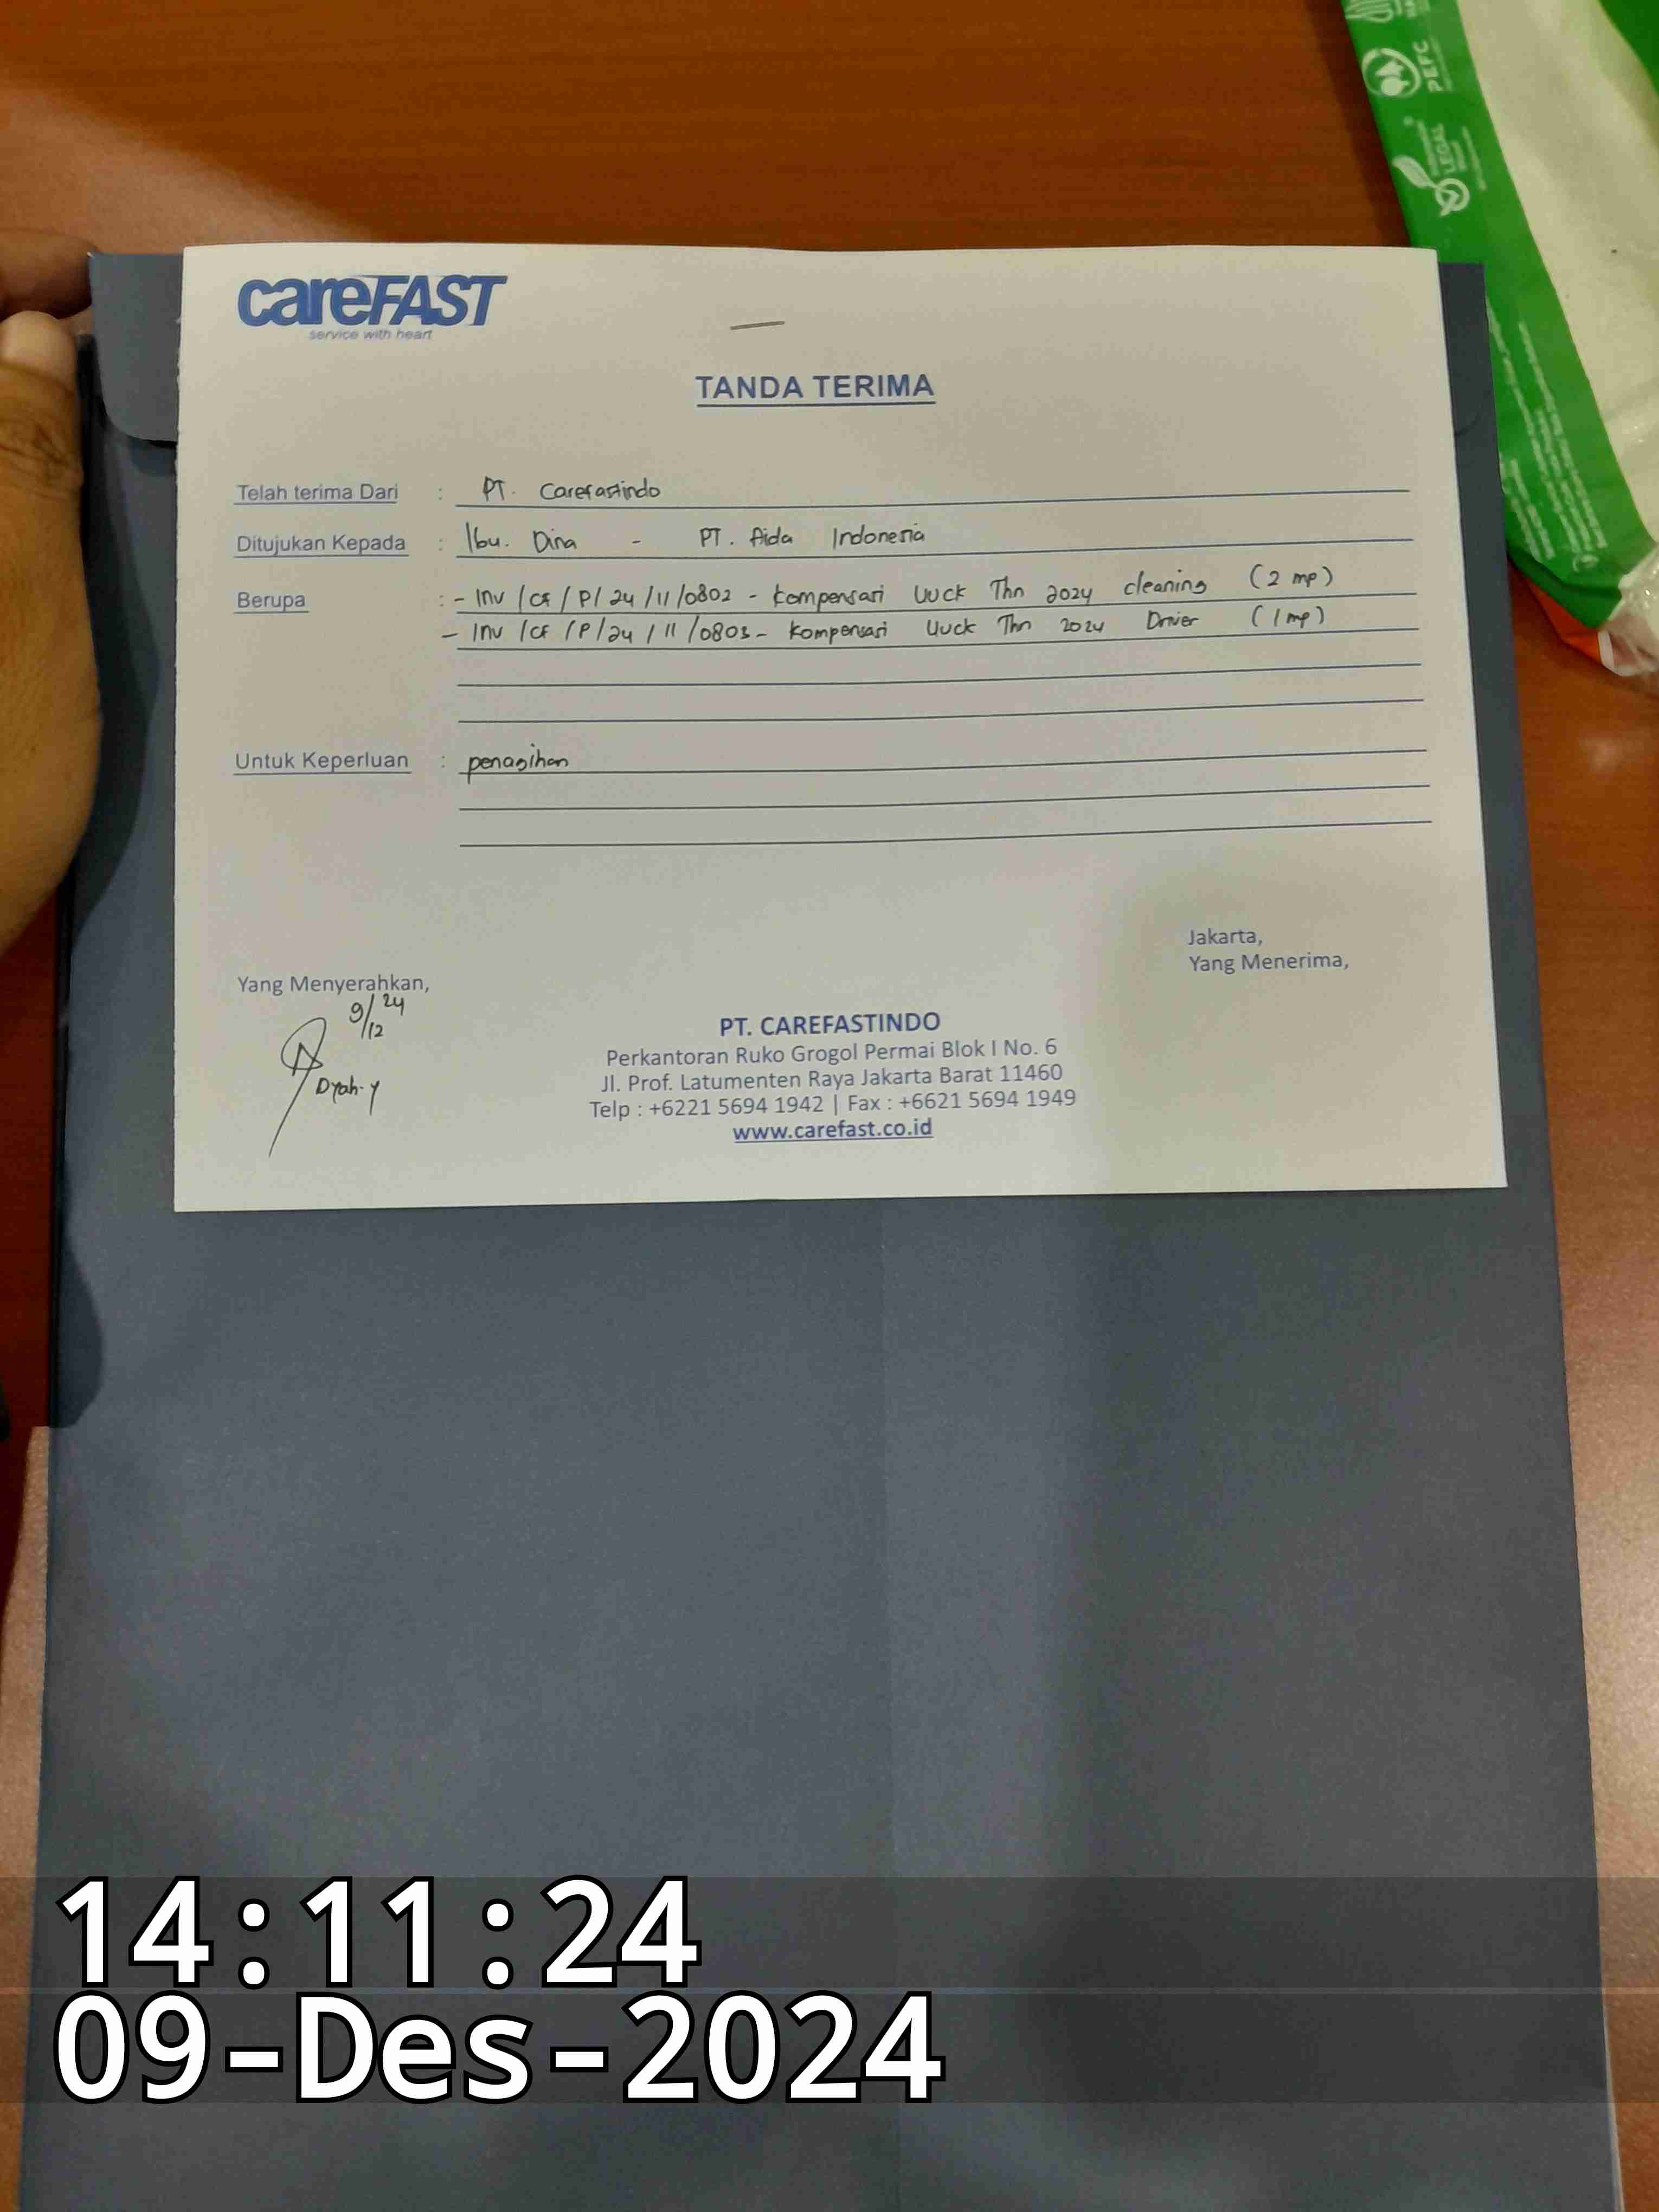 careFAST
service with heart
TANDA TERIMA
Telah terima Dari : PT. Carefastindo
Ditujukan Kepada : Ibu. Dina - PT. Aida Indonesia
Berupa : - Inv / CF / P / 24 / 11 / 0802 - Kompensasi UUCK Thn 2024 cleaning (2 mp)
- Inv / CF / P / 24 / 11 / 0803 - Kompensasi UUCK Thn 2024 Driver (1 mp)
Untuk Keperluan : penagihan
Jakarta,
Yang Menerima,
Yang Menyerahkan,
9/12 24
Dyah.y
PT. CAREFASTINDO
Perkantoran Ruko Grogol Permai Blok I No. 6
Jl. Prof. Latumenten Raya Jakarta Barat 11460
Telp : +6221 5694 1942 | Fax : +6621 5694 1949
www.carefast.co.id
PEFC
LEGAL
14:11:24
09-Des-2024